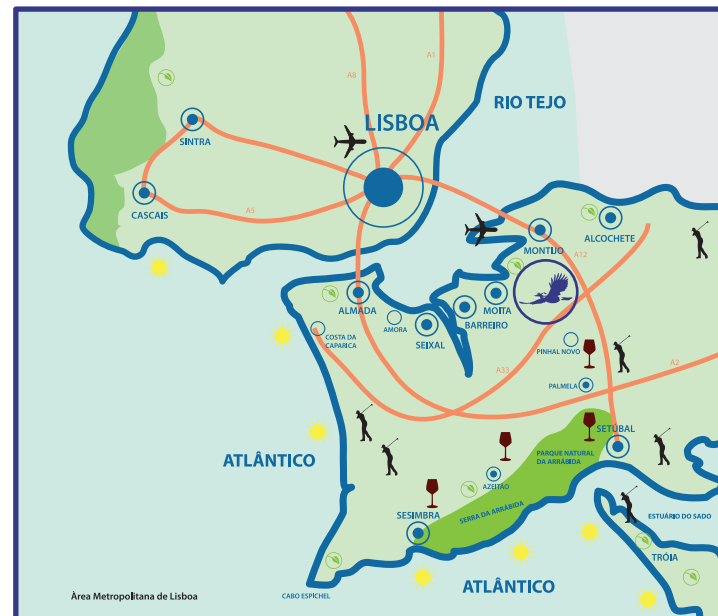 A8
A1
RIO TEJO
LISBOA
SINTRA
CASCAIS
A5
ALCOCHETE
MONTIJO
A12
ALMADA
MOITA
BARREIRO
AMORA
SEIXAL
COSTA DA
CAPARICA
PINHAL NOVO
A33
A2
PALMELA
SETÚBAL
PARQUE NATURAL
DA ARRÁBIDA
ATLÂNTICO
AZEITÃO
SERRA DA ARRÁBIDA
SESIMBRA
ESTUÁRIO DO SADO
TRÓIA
ATLÂNTICO
CABO ESPICHEL
Àrea Metropolitana de Lisboa